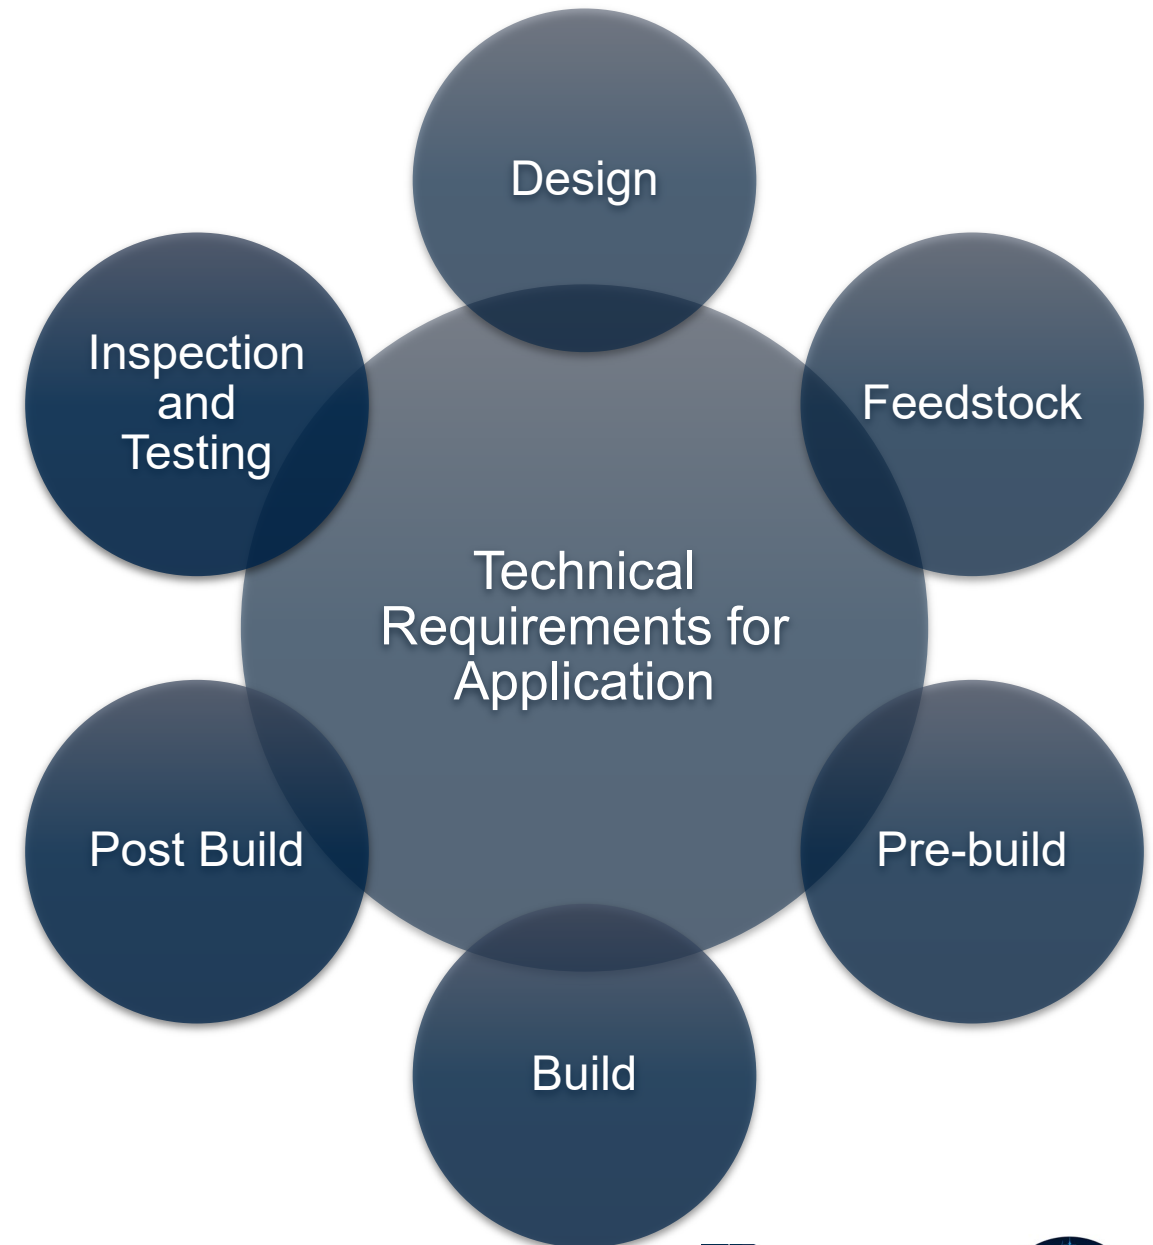 Design
Feedstock
Pre-build
Build
Post Build
Inspection
and
Testing
Technical
Requirements for
Application